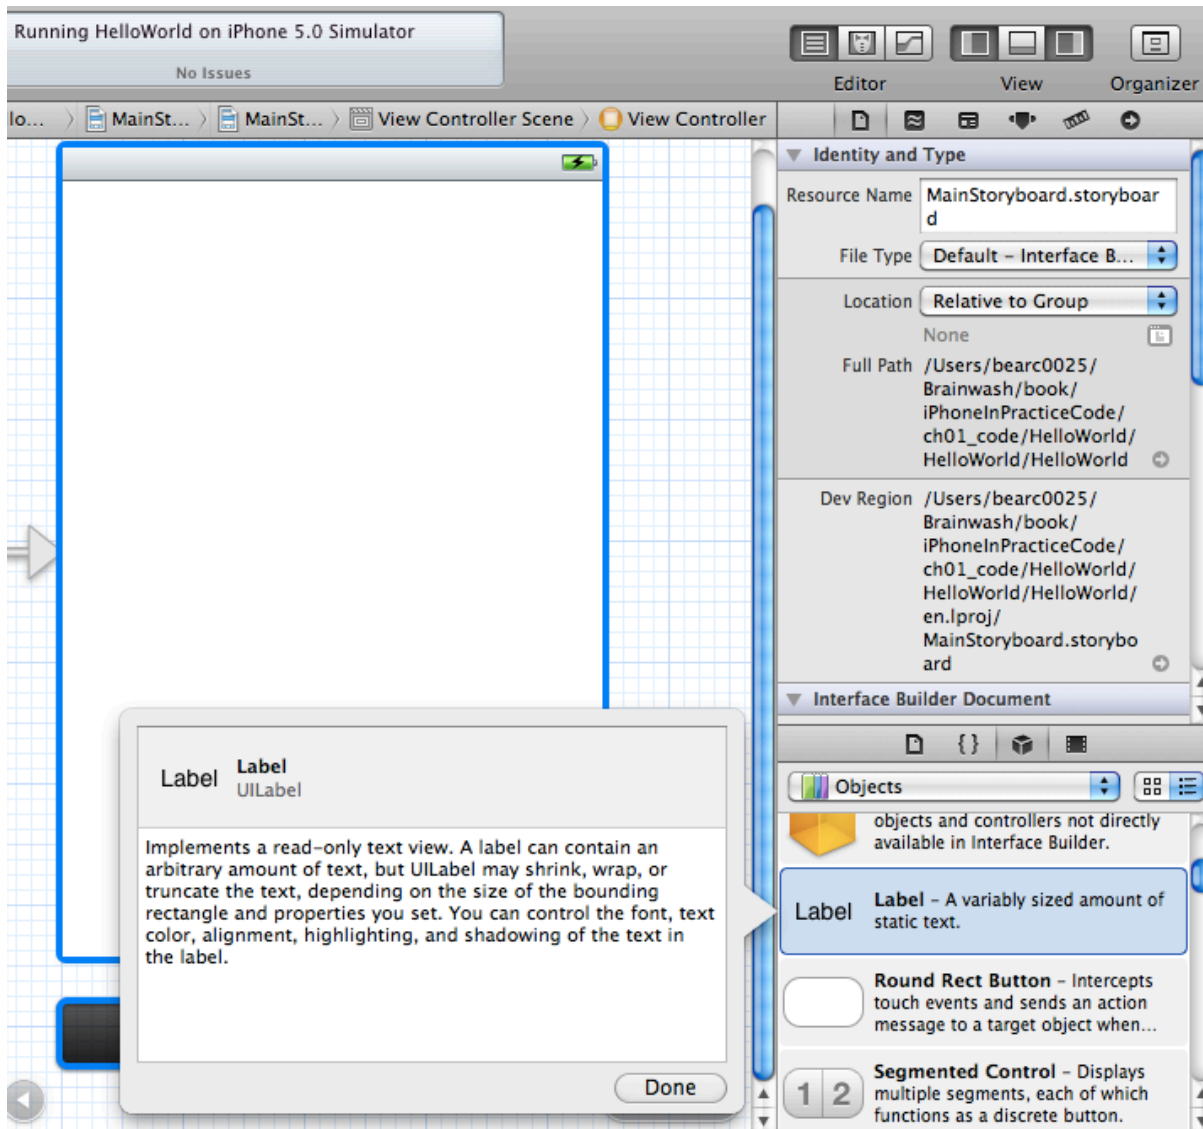 Running HelloWorld on iPhone 5.0 Simulator
No Issues
Editor
View
Organizer
lo...
MainSt...
MainSt...
View Controller Scene
View Controller
Identity and Type
Resource Name
MainStoryboard.storyboar
d
File Type
Default - Interface B...
Location
Relative to Group
None
Full Path
/Users/bearc0025/
Brainwash/book/
iPhoneInPracticeCode/
ch01_code/HelloWorld/
HelloWorld/HelloWorld
Dev Region
/Users/bearc0025/
Brainwash/book/
iPhoneInPracticeCode/
ch01_code/HelloWorld/
HelloWorld/HelloWorld/
en.lproj/
MainStoryboard.storybo
ard
Interface Builder Document
{ }
Objects
objects and controllers not directly
available in Interface Builder.
Label
Label - A variably sized amount of
static text.
Round Rect Button - Intercepts
touch events and sends an action
message to a target object when...
1 2
Segmented Control - Displays
multiple segments, each of which
functions as a discrete button.
Label
Label
UILabel
Implements a read-only text view. A label can contain an
arbitrary amount of text, but UILabel may shrink, wrap, or
truncate the text, depending on the size of the bounding
rectangle and properties you set. You can control the font, text
color, alignment, highlighting, and shadowing of the text in
the label.
Done